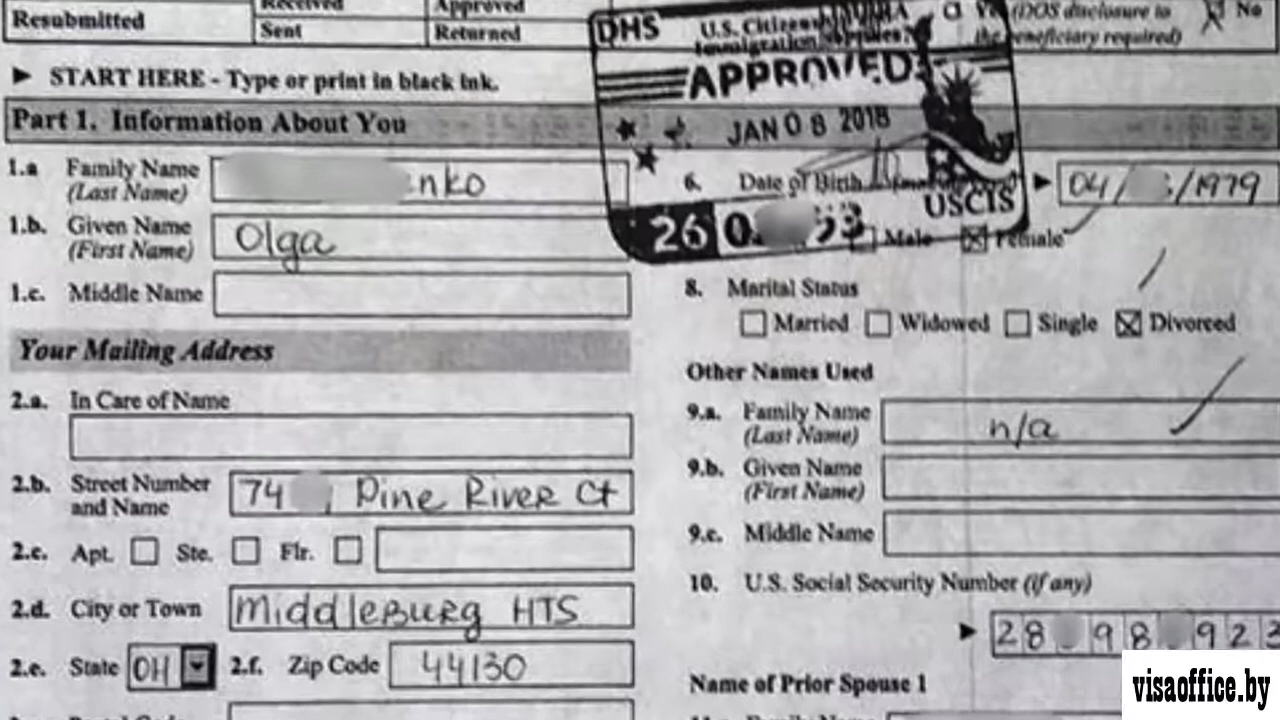 Resubmitted
Received
Sent
Approved
Returned
DHS U.S. Citizenship
Immigration Services
APPROVED
JAN 08 2018
USCIS
26 0 53
(DOS disclosure to No
the beneficiary required)
► START HERE - Type or print in black ink.
Part 1. Information About You
1.a Family Name
(Last Name) nko
1.b. Given Name
(First Name) Olga
1.c. Middle Name
Your Mailing Address
2.a. In Care of Name
2.b. Street Number
and Name 74 Pine River Ct
2.c. Apt. Ste. Flr.
2.d. City or Town Middleburg HTS
2.e. State OH 2.f. Zip Code 44130
6. Date of Birth ► 04/ /1979
Male Female
8. Marital Status
Married Widowed Single Divorced
Other Names Used
9.a. Family Name
(Last Name) n/a
9.b. Given Name
(First Name)
9.c. Middle Name
10. U.S. Social Security Number (if any)
► 28 98 923
Name of Prior Spouse 1
visaoffice.by